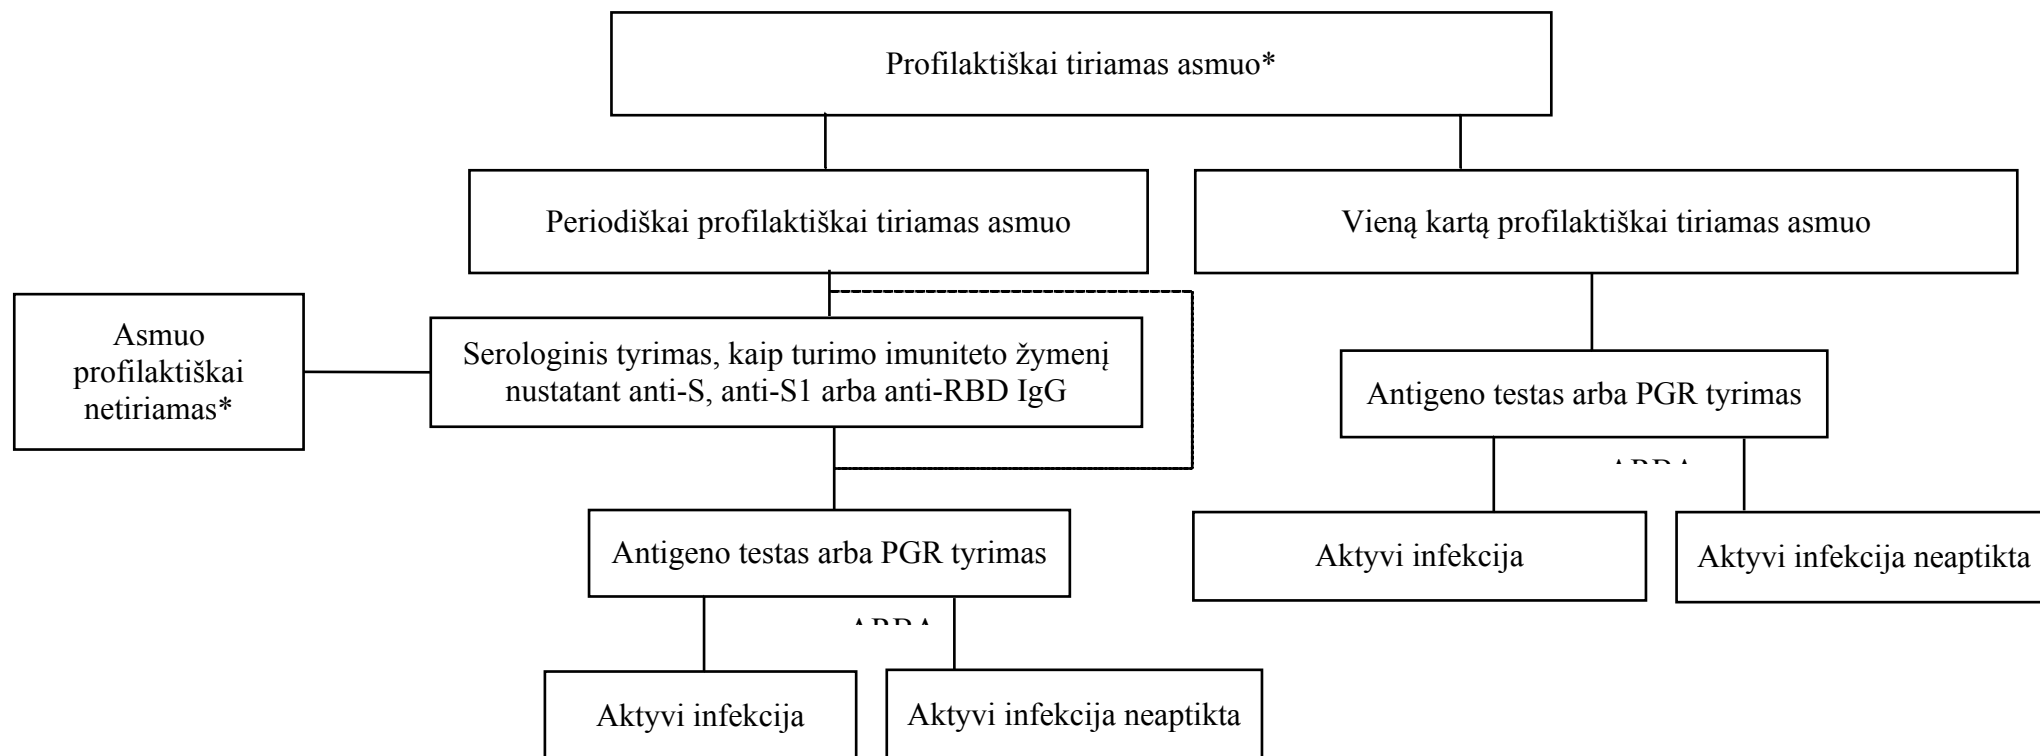 Profilaktiškai tiriamas asmuo*
Periodiškai profilaktiškai tiriamas asmuo
Vieną kartą profilaktiškai tiriamas asmuo
Asmuo
profilaktiškai
netiriamas*
Serologinis tyrimas, kaip turimo imuniteto žymenį
nustatant anti-S, anti-S1 arba anti-RBD IgG
Antigeno testas arba PGR tyrimas
Aktyvi infekcija
Aktyvi infekcija neaptikta
Antigeno testas arba PGR tyrimas
Aktyvi infekcija
Aktyvi infekcija neaptikta